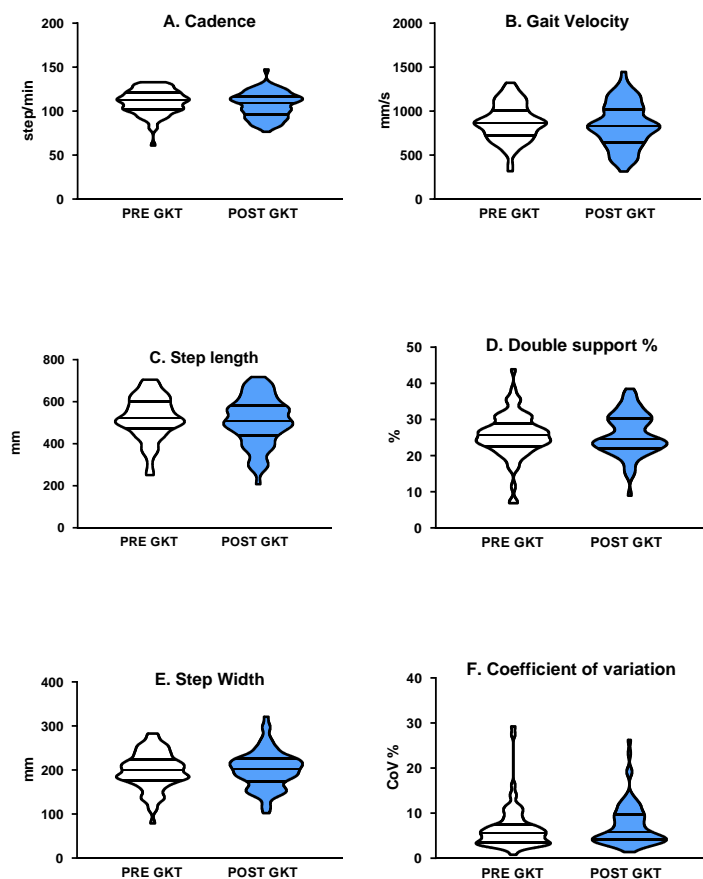 A. Cadence
200
150
100
50
0
step/min
PRE GKT
POST GKT
B. Gait Velocity
2000
1500
1000
500
0
mm/s
PRE GKT
POST GKT
C. Step length
800
600
400
200
0
mm
PRE GKT
POST GKT
D. Double support %
50
40
30
20
10
0
%
PRE GKT
POST GKT
E. Step Width
400
300
200
100
0
mm
PRE GKT
POST GKT
F. Coefficient of variation
40
30
20
10
0
CoV %
PRE GKT
POST GKT